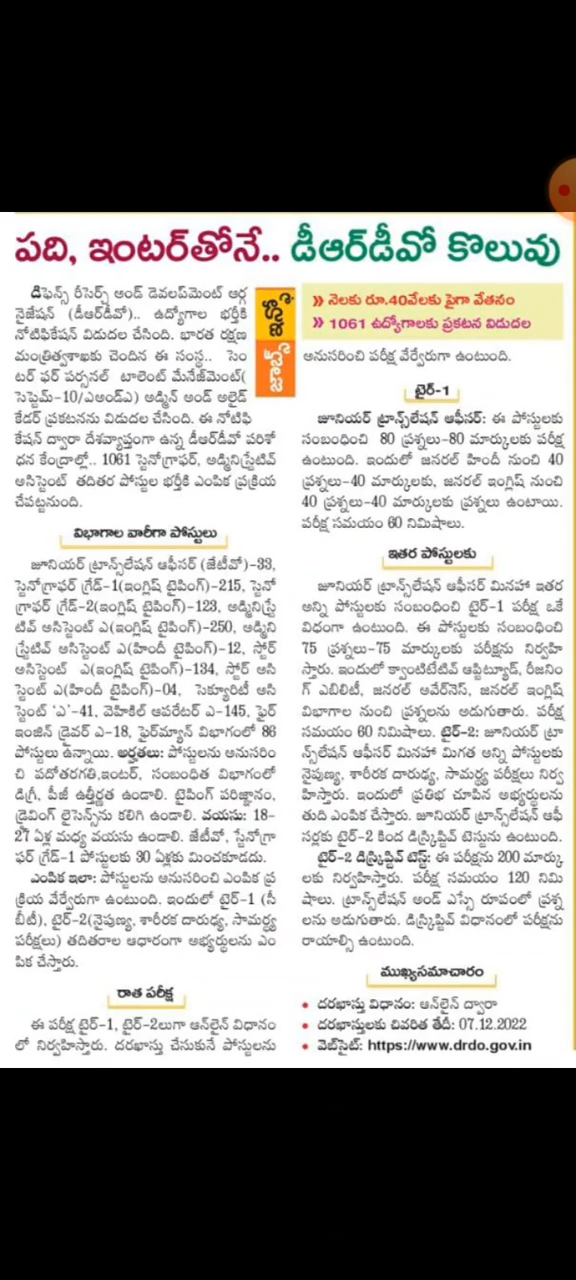 పది, ఇంటర్‌తోనే.. డీఆర్‌డీవో కొలువు
డిఫెన్స్ రీసెర్చ్ అండ్ డెవలప్‌మెంట్ ఆర్గ
నైజేషన్ (డీఆర్‌డీవో).. ఉద్యోగాల భర్తీకి
నోటిఫికేషన్ విడుదల చేసింది. భారత రక్షణ
మంత్రిత్వశాఖకు చెందిన ఈ సంస్థ.. సెం
టర్ ఫర్ పర్సనల్ టాలెంట్ మేనేజ్‌మెంట్(
సెప్టెమ్-10/ఎఅండ్ఎ) అడ్మిన్ అండ్ అలైడ్
కేడర్ ప్రకటనను విడుదల చేసింది. ఈ నోటిఫి
కేషన్ ద్వారా దేశవ్యాప్తంగా ఉన్న డీఆర్‌డీవో పరిశో
ధన కేంద్రాల్లో.. 1061 స్టెనోగ్రాఫర్, అడ్మినిస్ట్రేటివ్
అసిస్టెంట్ తదితర పోస్టుల భర్తీకి ఎంపిక ప్రక్రియ
చేపట్టనుంది.
విభాగాల వారీగా పోస్టులు
జూనియర్ ట్రాన్స్‌లేషన్ ఆఫీసర్ (జేటీవో)-33,
స్టెనోగ్రాఫర్ గ్రేడ్-1(ఇంగ్లిష్ టైపింగ్)-215, స్టెనో
గ్రాఫర్ గ్రేడ్-2(ఇంగ్లిష్ టైపింగ్)-123, అడ్మినిస్ట్రే
టివ్ అసిస్టెంట్ ఎ(ఇంగ్లిష్ టైపింగ్)-250, అడ్మిని
స్ట్రేటివ్ అసిస్టెంట్ ఎ(హిందీ టైపింగ్)-12, స్టోర్
అసిస్టెంట్ ఎ(ఇంగ్లిష్ టైపింగ్)-134, స్టోర్ అసి
స్టెంట్ ఎ(హిందీ టైపింగ్)-04, సెక్యూరిటీ అసి
స్టెంట్ 'ఎ'-41, వెహికిల్ ఆపరేటర్ ఎ-145, ఫైర్
ఇంజిన్ డ్రైవర్ ఎ-18, ఫైర్‌మ్యాన్ విభాగంలో 86
పోస్టులు ఉన్నాయి. అర్హతలు: పోస్టులను అనుసరిం
చి పదోతరగతి,ఇంటర్, సంబంధిత విభాగంలో
డిగ్రీ, పీజీ ఉత్తీర్ణత ఉండాలి. టైపింగ్ పరిజ్ఞానం,
డ్రైవింగ్ లైసెన్స్‌ను కలిగి ఉండాలి. వయసు: 18-
27 ఏళ్ల మధ్య వయసు ఉండాలి. జేటీవో, స్టెనోగ్రా
ఫర్ గ్రేడ్-1 పోస్టులకు 30 ఏళ్లకు మించకూడదు.
ఎంపిక ఇలా: పోస్టులను అనుసరించి ఎంపిక ప్ర
క్రియ వేర్వేరుగా ఉంటుంది. ఇందులో టైర్-1 (సీ
బీటీ), టైర్-2(నైపుణ్య, శారీరక దారుఢ్య, సామర్థ్య
పరీక్షలు) తదితరాల ఆధారంగా అభ్యర్థులను ఎం
పిక చేస్తారు.
రాత పరీక్ష
ఈ పరీక్ష టైర్-1, టైర్-2లుగా ఆన్‌లైన్ విధానం
లో నిర్వహిస్తారు. దరఖాస్తు చేసుకునే పోస్టులను
జాబ్స్
» నెలకు రూ.40వేలకు పైగా వేతనం
» 1061 ఉద్యోగాలకు ప్రకటన విడుదల
అనుసరించి పరీక్ష వేర్వేరుగా ఉంటుంది.
టైర్-1
జూనియర్ ట్రాన్స్‌లేషన్ ఆఫీసర్: ఈ పోస్టులకు
సంబంధించి 80 ప్రశ్నలు-80 మార్కులకు పరీక్ష
ఉంటుంది. ఇందులో జనరల్ హిందీ నుంచి 40
ప్రశ్నలు-40 మార్కులకు, జనరల్ ఇంగ్లిష్ నుంచి
40 ప్రశ్నలు-40 మార్కులకు ప్రశ్నలు ఉంటాయి.
పరీక్ష సమయం 60 నిమిషాలు.
ఇతర పోస్టులకు
జూనియర్ ట్రాన్స్‌లేషన్ ఆఫీసర్ మినహా ఇతర
అన్ని పోస్టులకు సంబంధించి టైర్-1 పరీక్ష ఒకే
విధంగా ఉంటుంది. ఈ పోస్టులకు సంబంధించి
75 ప్రశ్నలు-75 మార్కులకు పరీక్షను నిర్వహి
స్తారు. ఇందులో క్వాంటిటేటివ్ ఆప్టిట్యూడ్, రీజనిం
గ్ ఎబిలిటీ, జనరల్ అవేర్‌నెస్, జనరల్ ఇంగ్లిష్
విభాగాల నుంచి ప్రశ్నలను అడుగుతారు. పరీక్ష
సమయం 60 నిమిషాలు. టైర్-2: జూనియర్ ట్రా
న్స్‌లేషన్ ఆఫీసర్ మినహా మిగత అన్ని పోస్టులకు
నైపుణ్య, శారీరక దారుఢ్య, సామర్థ్య పరీక్షలు నిర్వ
హిస్తారు. ఇందులో ప్రతిభ చూపిన అభ్యర్థులను
తుది ఎంపిక చేస్తారు. జూనియర్ ట్రాన్స్‌లేషన్ ఆఫీ
సర్లకు టైర్-2 కింద డిస్క్రిప్టివ్ టెస్టును ఉంటుంది.
టైర్-2 డిస్క్రిప్టివ్ టెస్ట్: ఈ పరీక్షను 200 మార్కు
లకు నిర్వహిస్తారు. పరీక్ష సమయం 120 నిమి
షాలు. ట్రాన్స్‌లేషన్ అండ్ ఎస్సే రూపంలో ప్రశ్న
లను అడుగుతారు. డిస్క్రిప్టివ్ విధానంలో పరీక్షను
రాయాల్సి ఉంటుంది.
ముఖ్యసమాచారం
• దరఖాస్తు విధానం: ఆన్‌లైన్ ద్వారా
• దరఖాస్తులకు చివరితేదీ: 07.12.2022
• వెబ్‌సైట్: https://www.drdo.gov.in